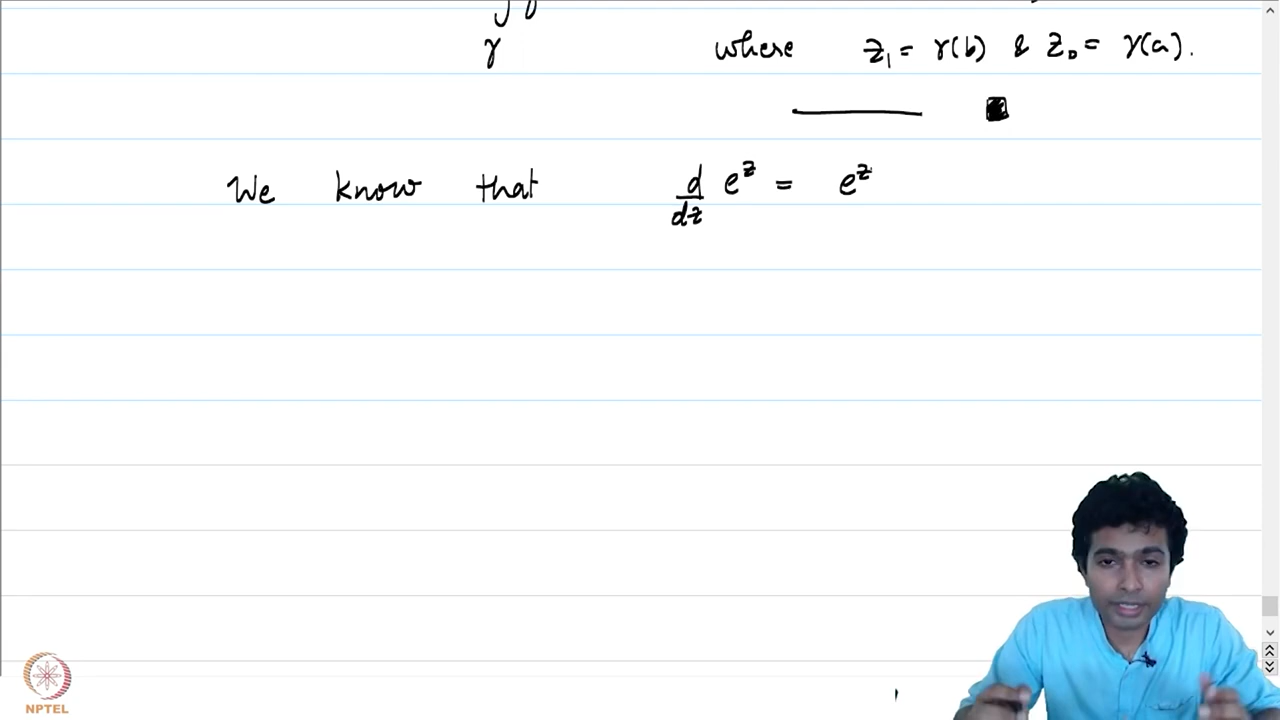 γ
where z₁ = γ(b) & z₀ = γ(a).
We know that d/dz e^z = e^z
NPTEL